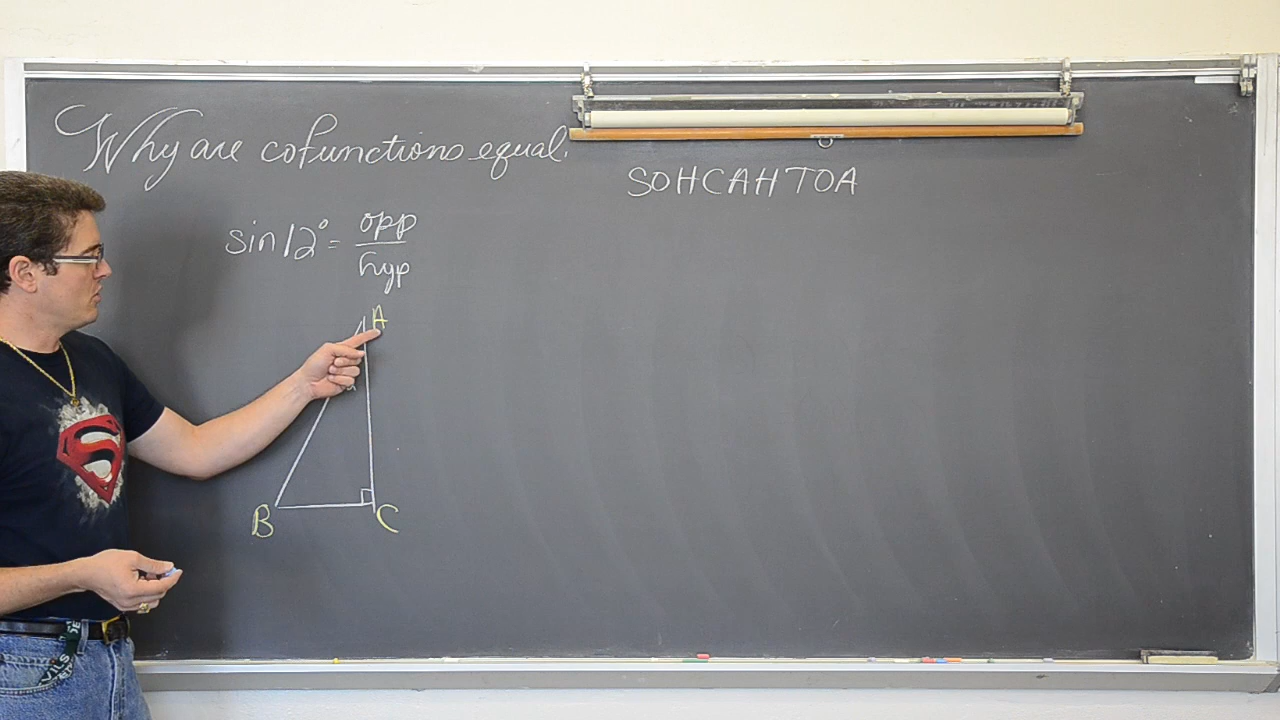 Why are cofunctions equal.
SOHCAHTOA
sin 12° = opp
hyp
A
B
C
S